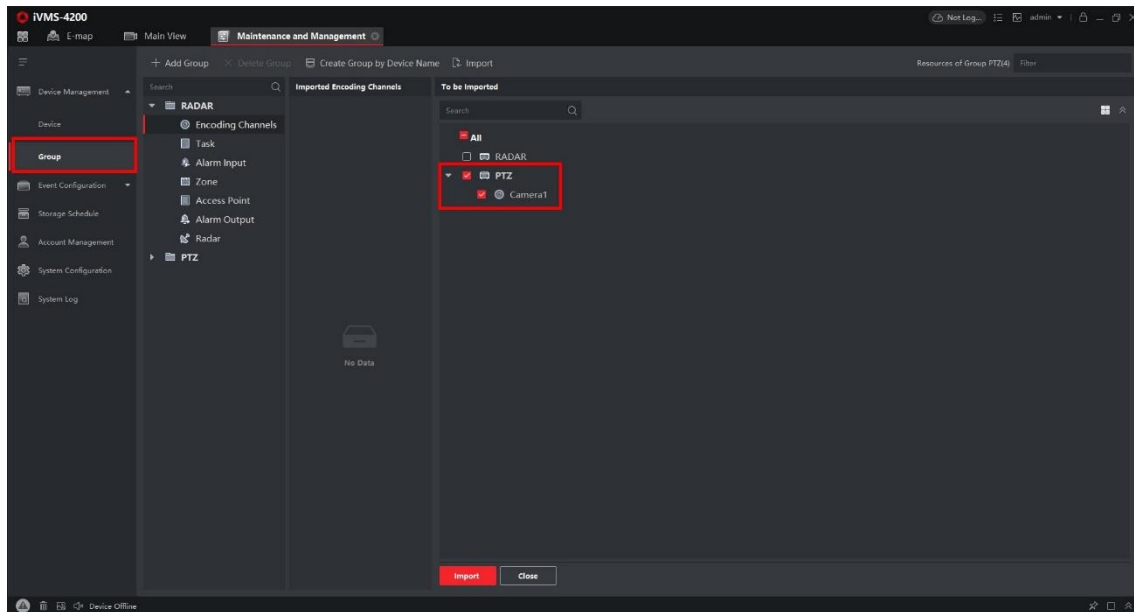 iVMS-4200
Not Log... admin
E-map Main View Maintenance and Management
Add Group Delete Group Create Group by Device Name Import Resources of Group PTZ(4) Filter
Device Management
Device
Group
Event Configuration
Storage Schedule
Account Management
System Configuration
System Log
Search
RADAR
Encoding Channels
Task
Alarm Input
Zone
Access Point
Alarm Output
Radar
PTZ
Imported Encoding Channels
No Data
To be Imported
Search
All
RADAR
PTZ
Camera1
Import Close
Device Offline